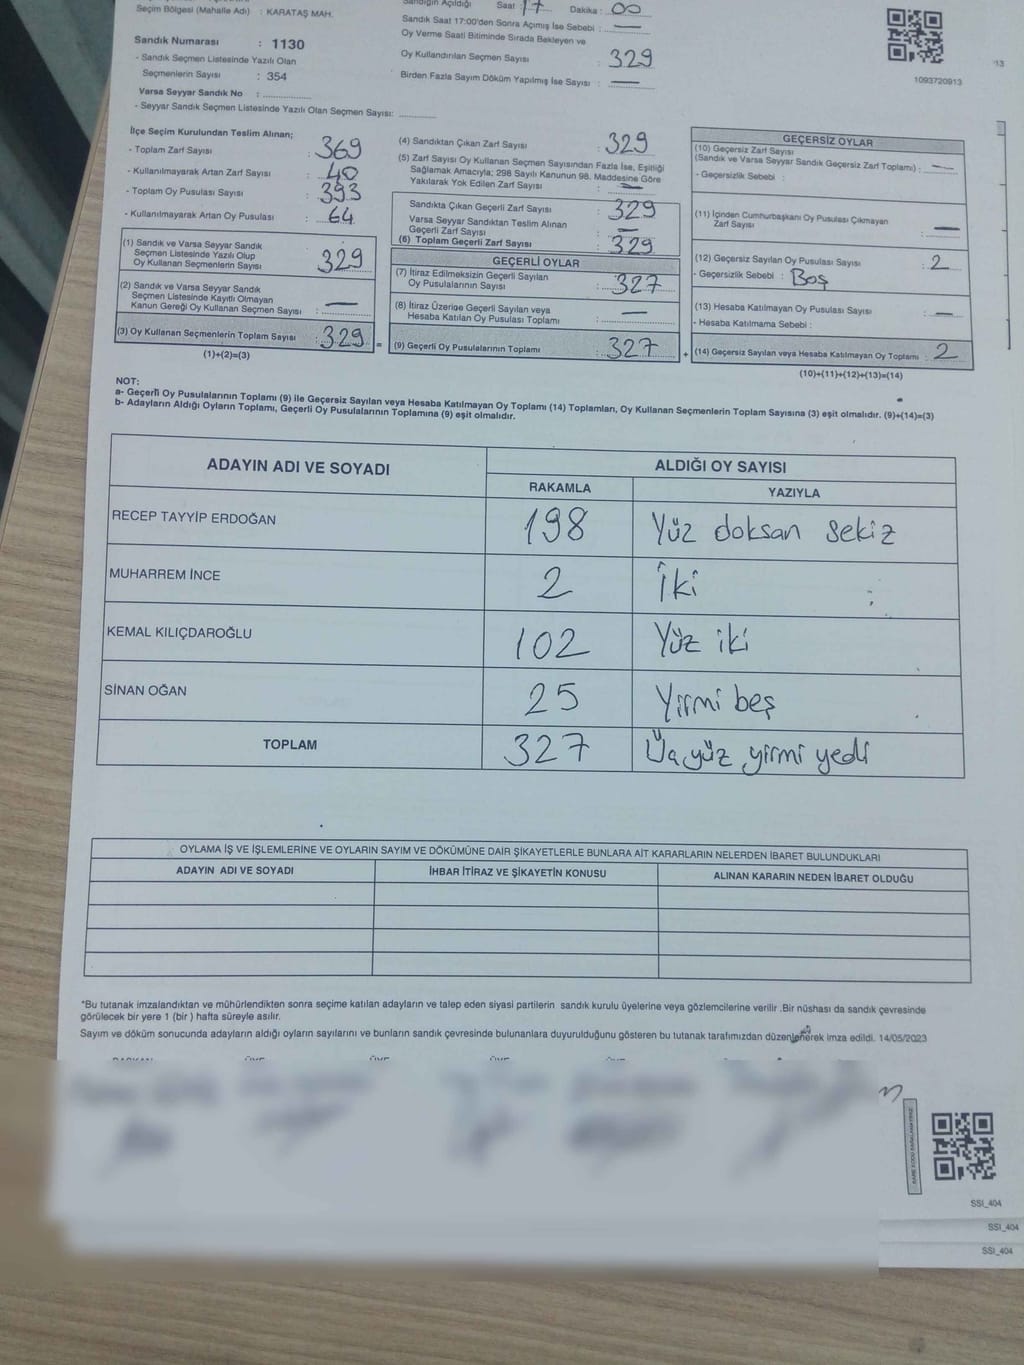 Sandığın Açıldığı Saat : 17 Dakika : 00
Seçim Bölgesi (Mahalle Adı) : KARATAŞ MAH.
Sandık Saat 17:00'den Sonra Açımış İse Sebebi : —
Oy Verme Saati Bitiminde Sırada Bekleyen ve
Oy Kullandırılan Seçmen Sayısı : 329
Birden Fazla Sayım Döküm Yapılmış İse Sayısı : —
Sandık Numarası : 1130
- Sandık Seçmen Listesinde Yazılı Olan
Seçmenlerin Sayısı : 354
Varsa Seyyar Sandık No :
- Seyyar Sandık Seçmen Listesinde Yazılı Olan Seçmen Sayısı:
1093720913
13
İlçe Seçim Kurulundan Teslim Alınan;
- Toplam Zarf Sayısı : 369
- Kullanılmayarak Artan Zarf Sayısı : 40
- Toplam Oy Pusulası Sayısı : 393
- Kullanılmayarak Artan Oy Pusulası : 64
(1) Sandık ve Varsa Seyyar Sandık
Seçmen Listesinde Yazılı Olup
Oy Kullanan Seçmenlerin Sayısı : 329
(2) Sandık ve Varsa Seyyar Sandık
Seçmen Listesinde Kayıtlı Olmayan
Kanun Gereği Oy Kullanan Seçmen Sayısı : —
(3) Oy Kullanan Seçmenlerin Toplam Sayısı : 329 =
(1)+(2)=(3)
(4) Sandıktan Çıkan Zarf Sayısı : 329
(5) Zarf Sayısı Oy Kullanan Seçmen Sayısından Fazla İse, Eşitliği
Sağlamak Amacıyla; 298 Sayılı Kanunun 98. Maddesine Göre
Yakılarak Yok Edilen Zarf Sayısı : —
Sandıkta Çıkan Geçerli Zarf Sayısı : 329
Varsa Seyyar Sandıktan Teslim Alınan
Geçerli Zarf Sayısı : —
(6) Toplam Geçerli Zarf Sayısı : 329
GEÇERLİ OYLAR
(7) İtiraz Edilmeksizin Geçerli Sayılan
Oy Pusulalarının Sayısı : 327
(8) İtiraz Üzerine Geçerli Sayılan veya
Hesaba Katılan Oy Pusulası Toplamı : —
(9) Geçerli Oy Pusulalarının Toplamı : 327 +
GEÇERSİZ OYLAR
(10) Geçersiz Zarf Sayısı
(Sandık ve Varsa Seyyar Sandık Geçersiz Zarf Toplamı) : —
- Geçersizlik Sebebi :
(11) İçinden Cumhurbaşkanı Oy Pusulası Çıkmayan
Zarf Sayısı : —
(12) Geçersiz Sayılan Oy Pusulası Sayısı : 2
- Geçersizlik Sebebi : Boş
(13) Hesaba Katılmayan Oy Pusulası Sayısı : —
- Hesaba Katılmama Sebebi :
(14) Geçersiz Sayılan veya Hesaba Katılmayan Oy Toplamı : 2
(10)+(11)+(12)+(13)=(14)
NOT:
a- Geçerli Oy Pusulalarının Toplamı (9) ile Geçersiz Sayılan veya Hesaba Katılmayan Oy Toplamı (14) Toplamları, Oy Kullanan Seçmenlerin Toplam Sayısına (3) eşit olmalıdır. (9)+(14)=(3)
b- Adayların Aldığı Oyların Toplamı, Geçerli Oy Pusulalarının Toplamına (9) eşit olmalıdır.
ADAYIN ADI VE SOYADI
ALDIĞI OY SAYISI
RAKAMLA YAZIYLA
RECEP TAYYİP ERDOĞAN 198 Yüz doksan sekiz
MUHARREM İNCE 2 İki
KEMAL KILIÇDAROĞLU 102 Yüz iki
SİNAN OĞAN 25 Yirmi beş
TOPLAM 327 Üçyüz yirmi yedi
OYLAMA İŞ VE İŞLEMLERİNE VE OYLARIN SAYIM VE DÖKÜMÜNE DAİR ŞİKAYETLERLE BUNLARA AİT KARARLARIN NELERDEN İBARET BULUNDUKLARI
ADAYIN ADI VE SOYADI İHBAR İTİRAZ VE ŞİKAYETİN KONUSU ALINAN KARARIN NEDEN İBARET OLDUĞU
*Bu tutanak imzalandıktan ve mühürlendikten sonra seçime katılan adayların ve talep eden siyasi partilerin sandık kurulu üyelerine veya gözlemcilerine verilir .Bir nüshası da sandık çevresinde
görülecek bir yere 1 (bir ) hafta süreyle asılır.
Sayım ve döküm sonucunda adayların aldığı oyların sayılarını ve bunların sandık çevresinde bulunanlara duyurulduğunu gösteren bu tutanak tarafımızdan düzenlenerek imza edildi. 14/05/2023
SSI_404
SSI_404
SSI_404